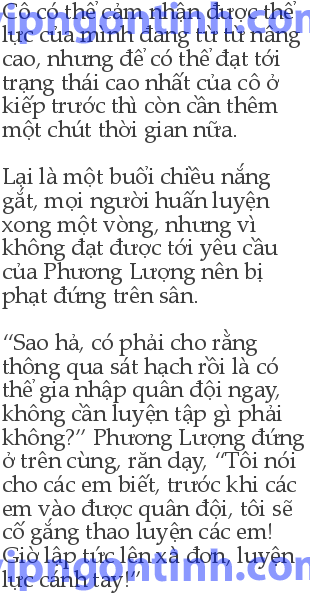 Cô có thể cảm nhận được thể
lực của mình đang từ từ nâng
cao, nhưng để có thể đạt tới
trạng thái cao nhất của cô ở
kiếp trước thì còn cần thêm
một chút thời gian nữa.
Lại là một buổi chiều nắng
gắt, mọi người huấn luyện
xong một vòng, nhưng vì
không đạt được tới yêu cầu
của Phương Lượng nên bị
phạt đứng trên sân.
“Sao hả, có phải cho rằng
thông qua sát hạch rồi là có
thể gia nhập quân đội ngay,
không cần luyện tập gì phải
không?” Phương Lượng đứng
ở trên cùng, răn dạy, “Tôi nói
cho các em biết, trước khi các
em vào được quân đội, tôi sẽ
cố gắng thao luyện các em!
Giờ lập tức lên xà đơn, luyện
lực cánh tay!”
vipngontinh.com
vipngontinh.com